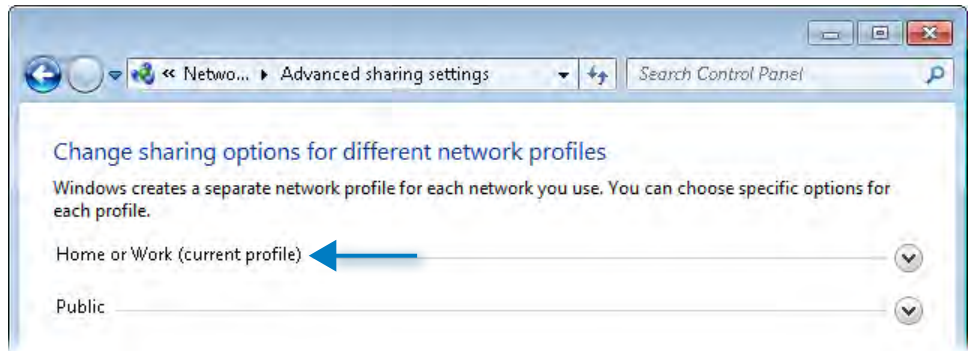 « Netwo... ▸ Advanced sharing settings
Search Control Panel
Change sharing options for different network profiles
Windows creates a separate network profile for each network you use. You can choose specific options for
each profile.
Home or Work (current profile)
Public